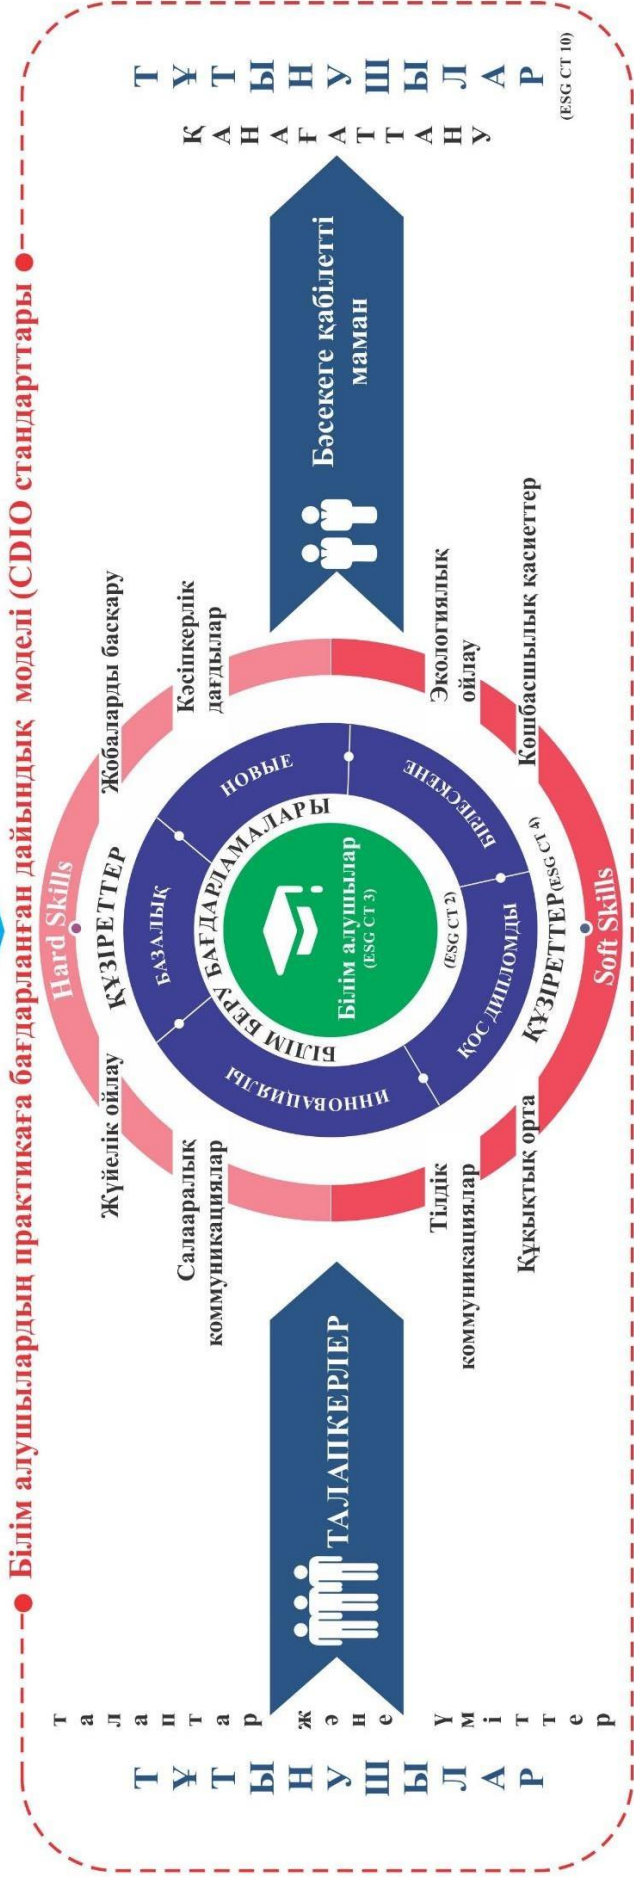 Білім алушылардың практикаға бағдарланған дайындық моделі (CDIO стандарттары)
ТҰТЫНУШЫЛАР
Талаптар және Үміттер
ТАЛАПКЕРЛЕР
Hard Skills
ҚҰЗІРЕТТЕР
Жүйелік ойлау
Жобаларды басқару
Салааралық
коммуникациялар
Кәсіпкерлік
дағдылар
БАЗАЛЫҚ
НОВЫЕ
ИННОВАЦИЯЛЫ
БІРЛЕСКЕНЕ
ҚОС ДИПЛОМДЫ
БІЛІМ БЕРУ БАҒДАРЛАМАЛАРЫ
(ESG СТ 2)
Білім алушылар
(ESG СТ 3)
Тілдік
коммуникациялар
Экологиялық
ойлау
Құқықтық орта
Көшбасшылық қасиеттер
ҚҰЗІРЕТТЕР (ESG СТ 4)
Soft Skills
Бәсекеге қабілетті
маман
ҚАНАҒАТТАНУ
ТҰТЫНУШЫЛАР
(ESG СТ 10)